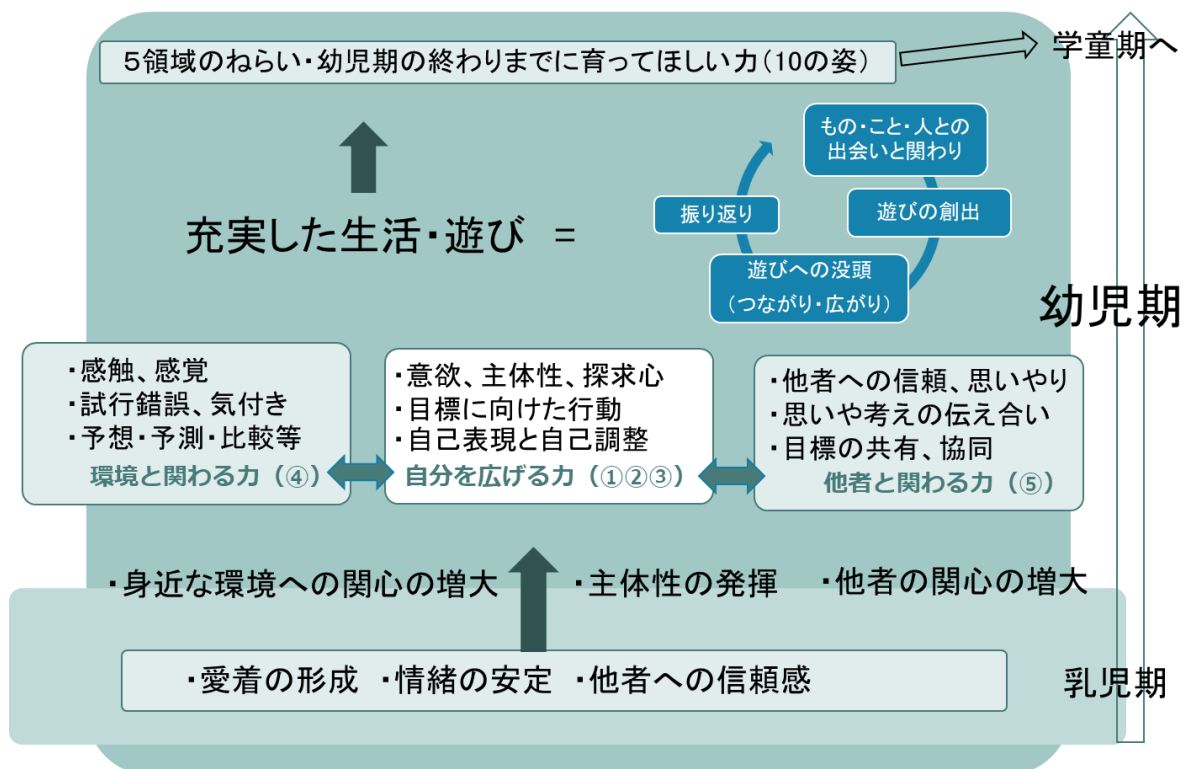 5領域のねらい・幼児期の終わりまでに育ってほしい力(10の姿)
学童期へ
もの・こと・人との
出会いと関わり
振り返り
遊びの創出
充実した生活・遊び =
遊びへの没頭
(つながり・広がり)
幼児期
・感触、感覚
・試行錯誤、気付き
・予想・予測・比較等
環境と関わる力(④)
・意欲、主体性、探求心
・目標に向けた行動
・自己表現と自己調整
自分を広げる力(①②③)
・他者への信頼、思いやり
・思いや考えの伝え合い
・目標の共有、協同
他者と関わる力(⑤)
・身近な環境への関心の増大
・主体性の発揮
・他者の関心の増大
・愛着の形成 ・情緒の安定 ・他者への信頼感
乳児期